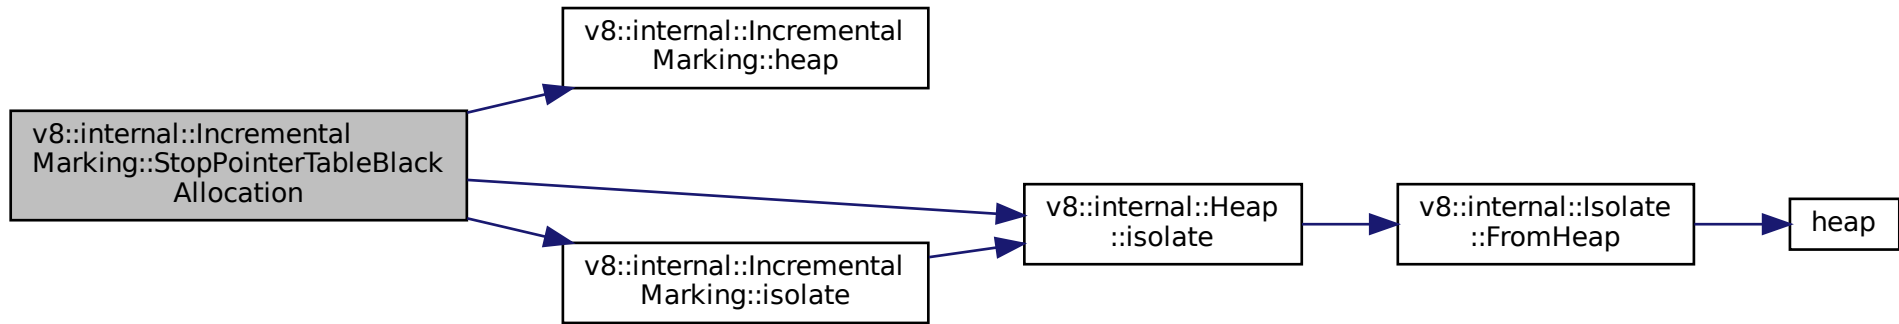 v8::internal::Incremental
Marking::heap
v8::internal::Incremental
Marking::StopPointerTableBlack
Allocation
v8::internal::Heap
::isolate
v8::internal::Isolate
::FromHeap
heap
v8::internal::Incremental
Marking::isolate